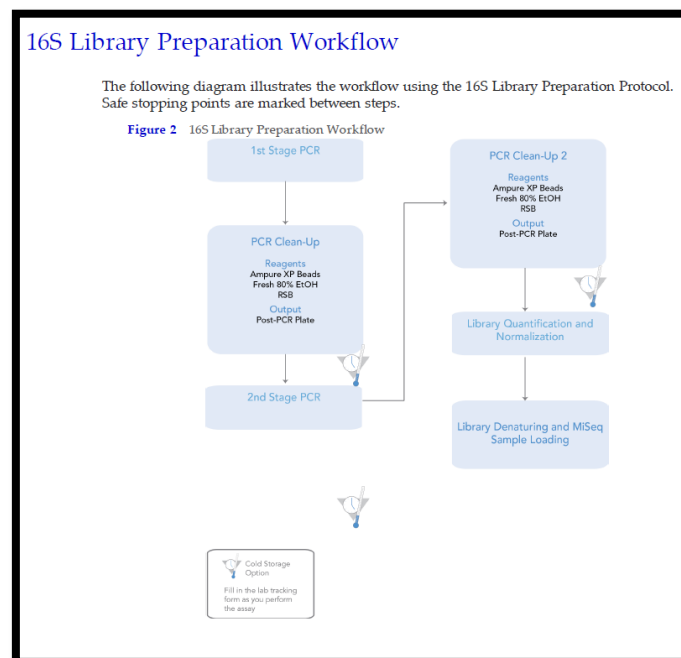 16S Library Preparation Workflow
The following diagram illustrates the workflow using the 16S Library Preparation Protocol.
Safe stopping points are marked between steps.
Figure 2 16S Library Preparation Workflow
1st Stage PCR
PCR Clean-Up
Reagents
Ampure XP Beads
Fresh 80% EtOH
RSB
Output
Post-PCR Plate
2nd Stage PCR
PCR Clean-Up 2
Reagents
Ampure XP Beads
Fresh 80% EtOH
RSB
Output
Post-PCR Plate
Library Quantification and
Normalization
Library Denaturing and MiSeq
Sample Loading
Cold Storage
Option
Fill in the lab tracking
form as you perform
the assay